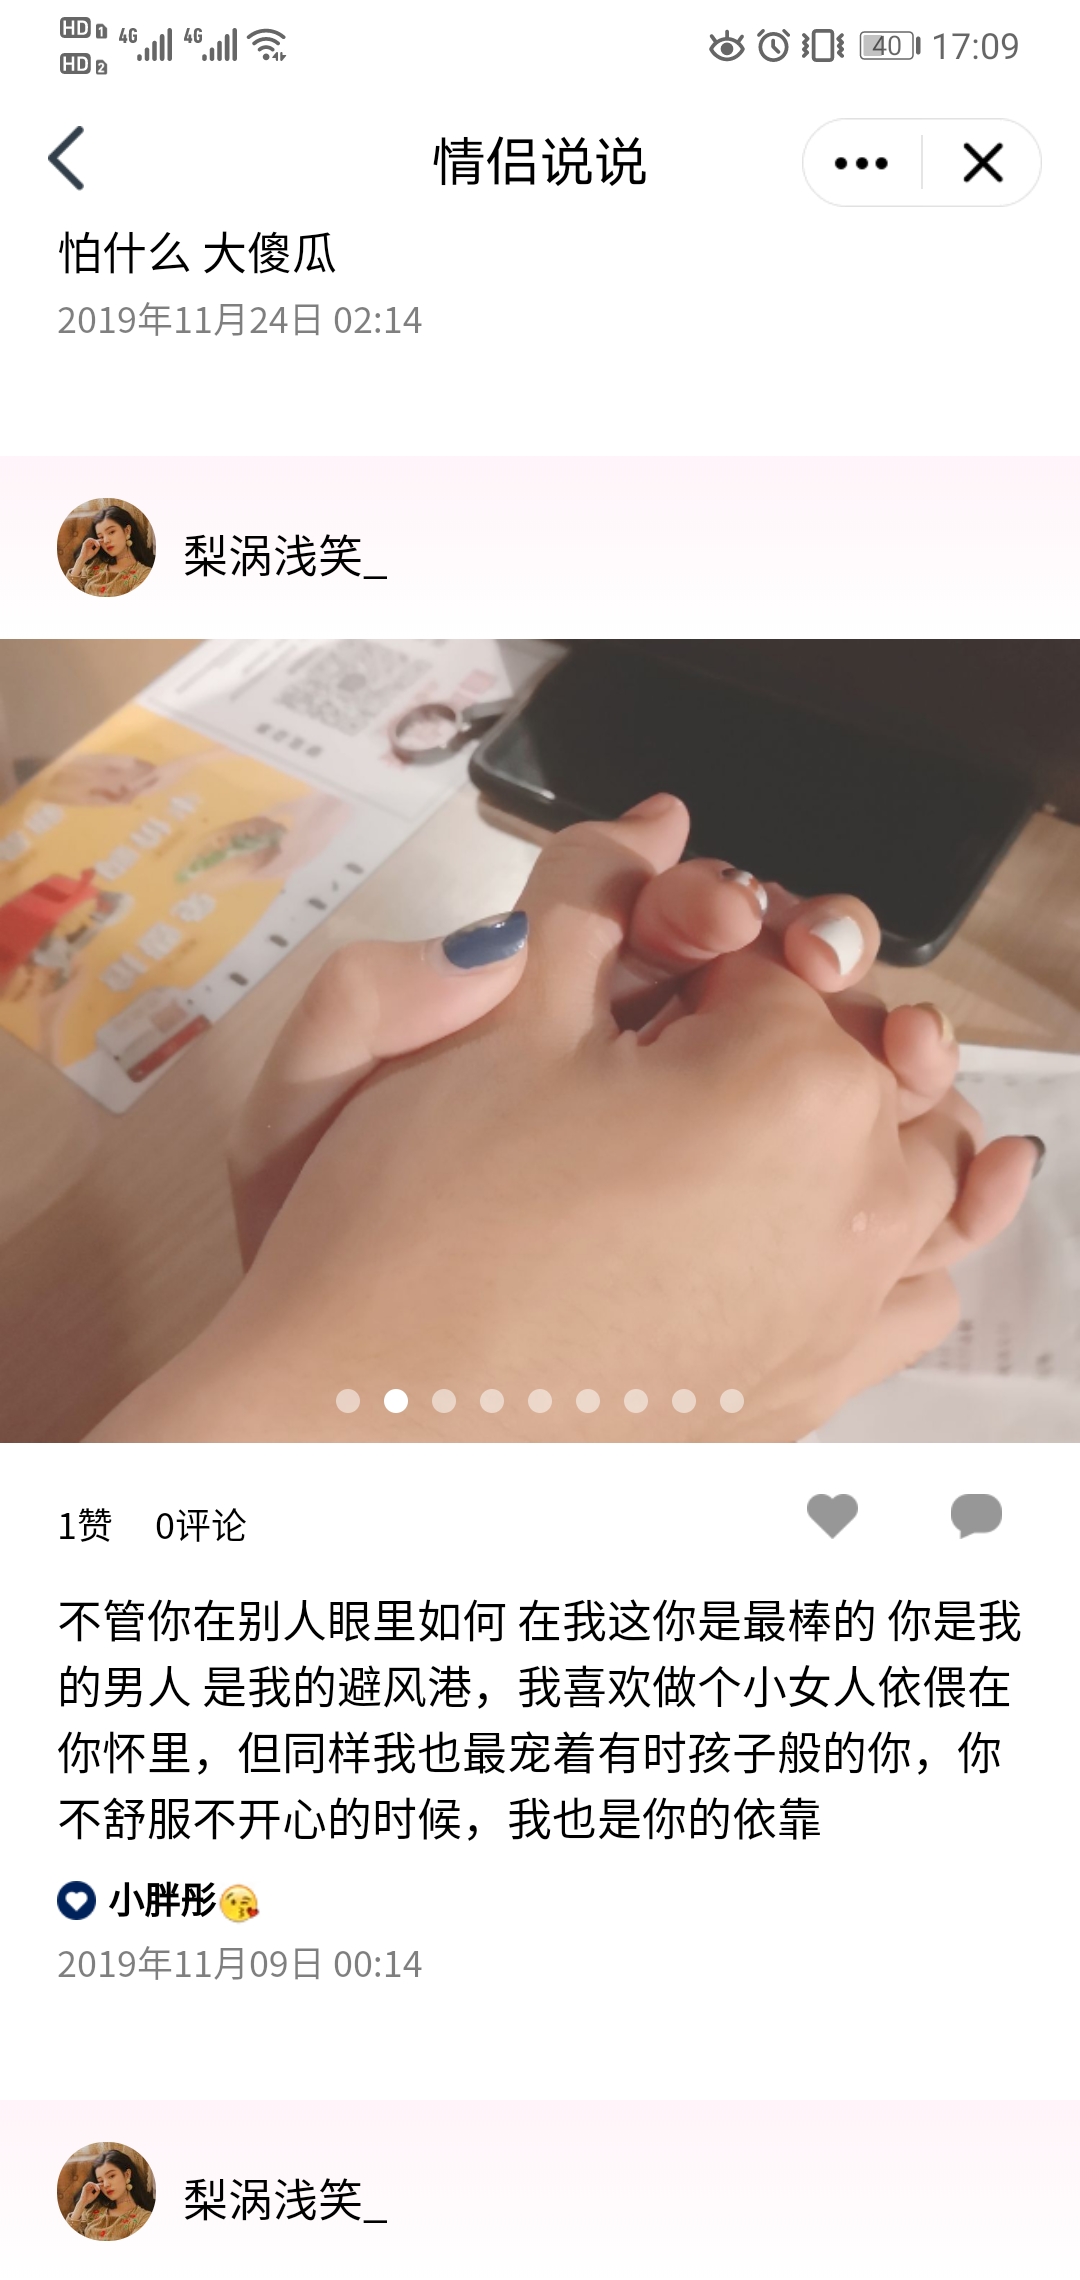 HD 1 4G 4G 40 17:09
HD 2
情侣说说
怕什么 大傻瓜
2019年11月24日 02:14
梨涡浅笑_
1赞 0评论
不管你在别人眼里如何 在我这你是最棒的 你是我
的男人 是我的避风港，我喜欢做个小女人依偎在
你怀里，但同样我也最宠着有时孩子般的你，你
不舒服不开心的时候，我也是你的依靠
小胖彤😘
2019年11月09日 00:14
梨涡浅笑_